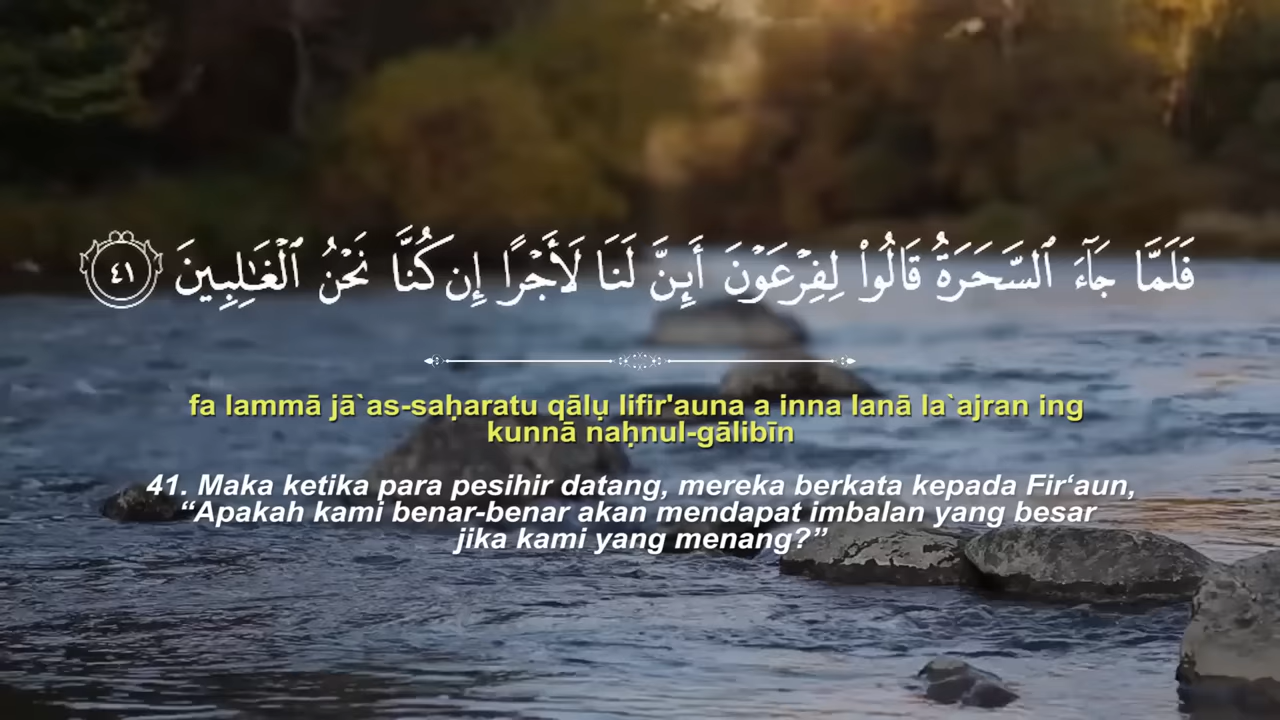 فَلَمَّا جَآءَ ٱلسَّحَرَةُ قَالُوا۟ لِفِرْعَوْنَ أَئِنَّ لَنَا لَأَجْرًا إِن كُنَّا نَحْنُ ٱلْغَـٰلِبِينَ ٤١
fa lammā jā`as-saḥaratu qālụ lifir'auna a inna lanā la`ajran ing
kunnā naḥnul-gālibīn
41. Maka ketika para pesihir datang, mereka berkata kepada Fir‘aun,
“Apakah kami benar-benar akan mendapat imbalan yang besar
jika kami yang menang?”